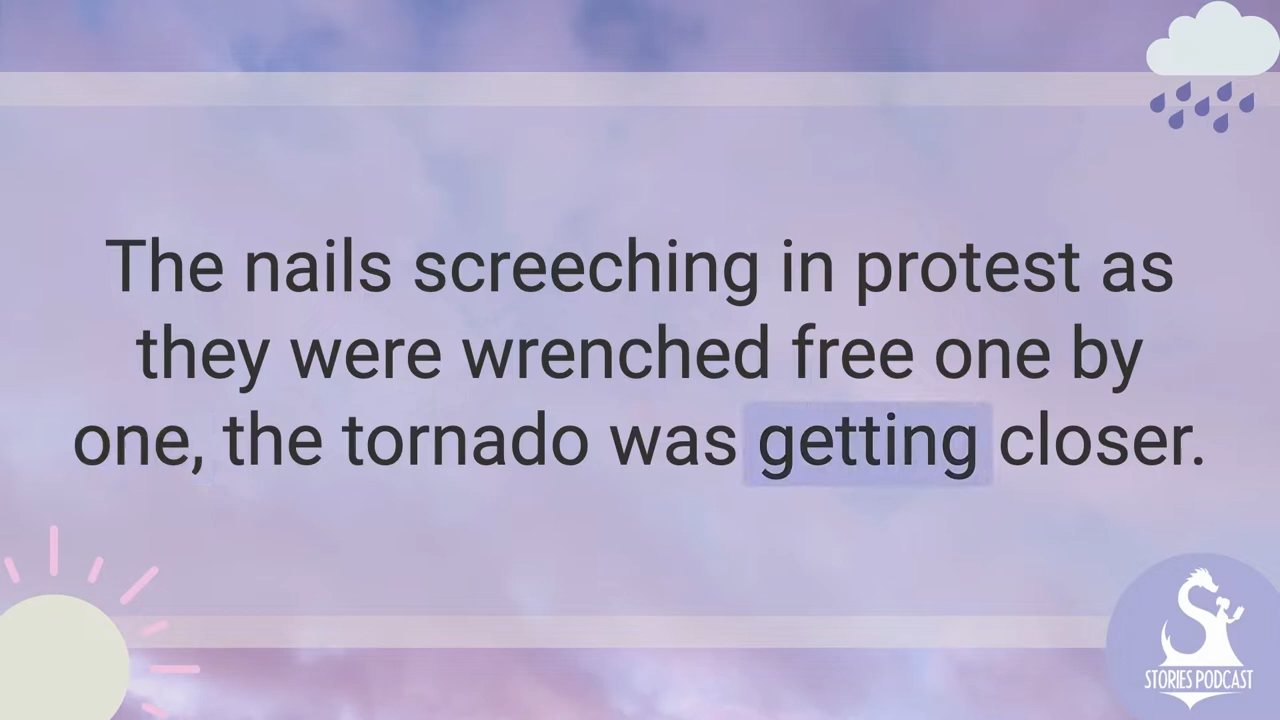 The nails screeching in protest as
they were wrenched free one by
one, the tornado was getting closer.
STORIES PODCAST